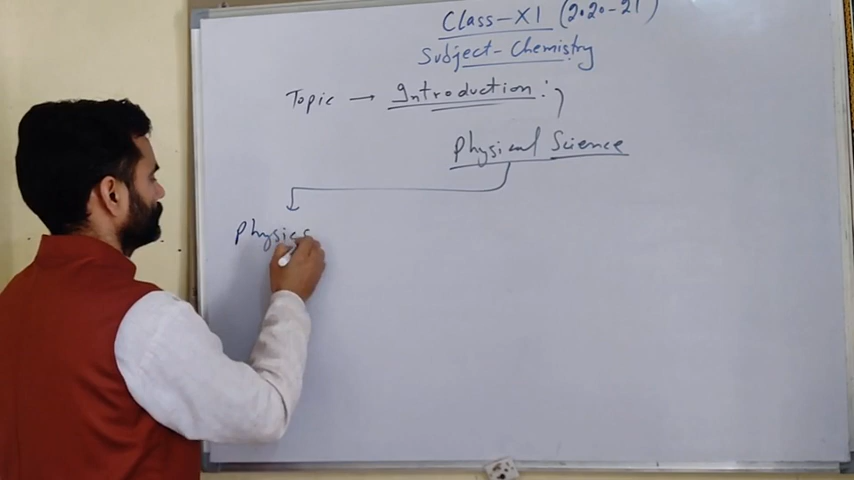 Class-XI (2020-21)
Subject-Chemistry
Topic → Introduction:-
Physical Science
Physics